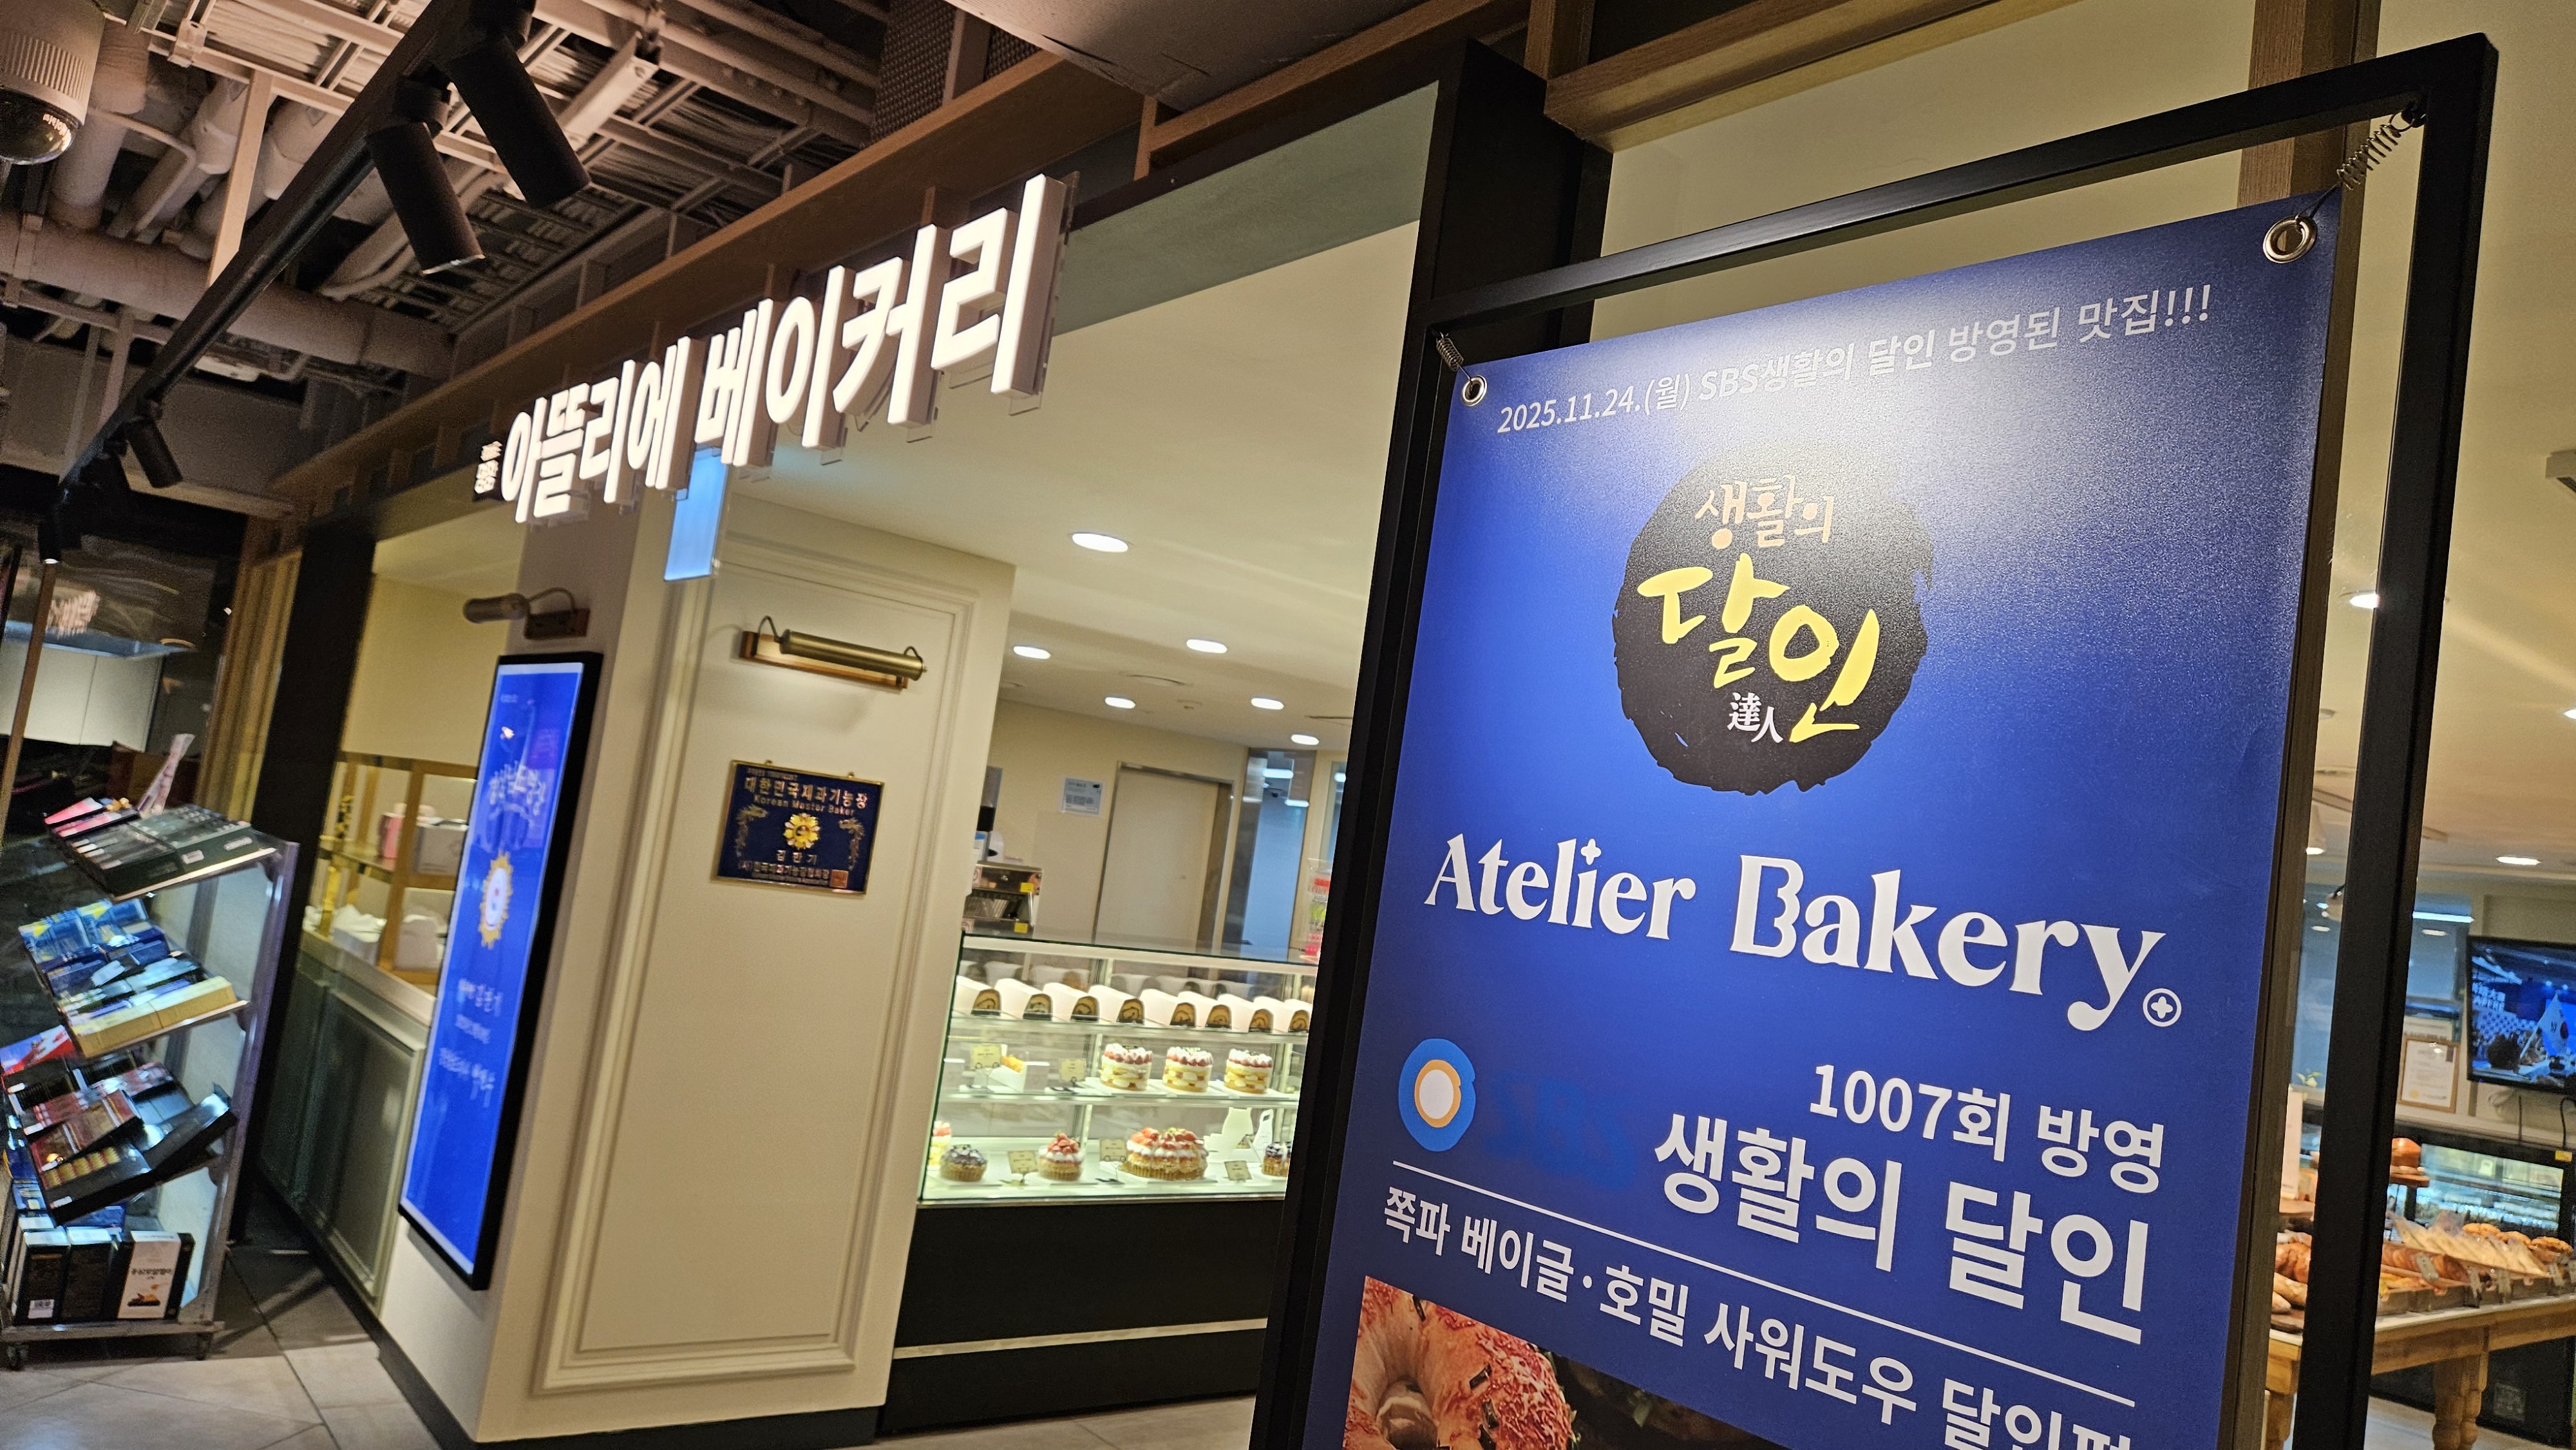 아뜰리에 베이커리
대한민국제과기능장
Korean Master Baker
2025.11.24.(월) SBS생활의 달인 방영된 맛집!!!
생활의
달인
達人
Atelier Bakery
1007회 방영
생활의 달인
쪽파 베이글·호밀 사워도우 달인편